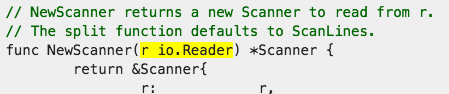 // NewScanner returns a new Scanner to read from r.
// The split function defaults to ScanLines.
func NewScanner(r io.Reader) *Scanner {
        return &Scanner{
                r:            r,